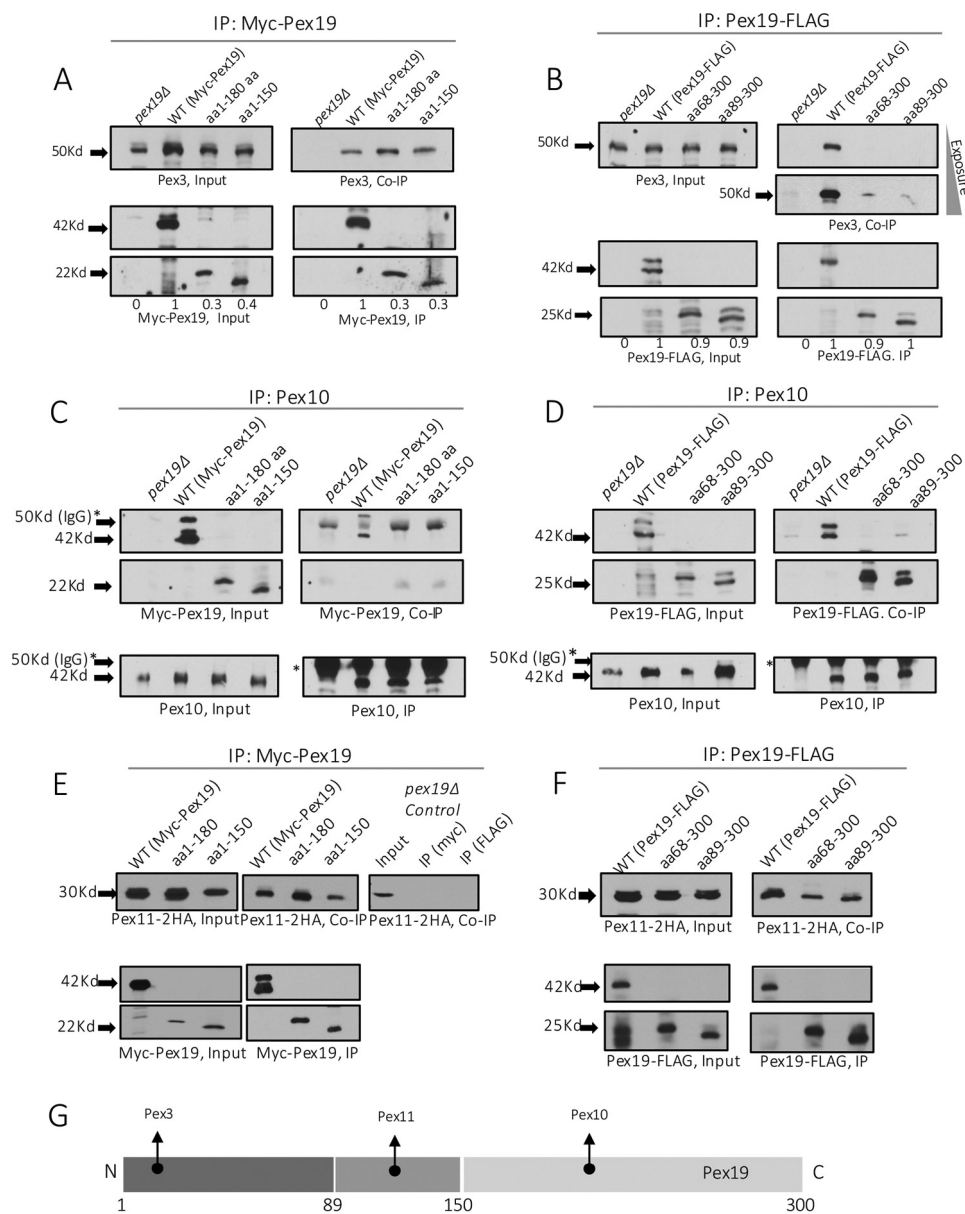 IP: Myc-Pex19
A
pex19Δ
WT (Myc-Pex19)
aa1-180 aa
aa1-150
pex19Δ
WT (Myc-Pex19)
aa1-180 aa
aa1-150
50Kd
Pex3, Input
Pex3, Co-IP
42Kd
22Kd
0 1 0.3 0.4
0 1 0.3 0.3
Myc-Pex19, Input
Myc-Pex19, IP
IP: Pex19-FLAG
B
pex19Δ
WT (Pex19-FLAG)
aa68-300
aa89-300
pex19Δ
WT (Pex19-FLAG)
aa68-300
aa89-300
50Kd
Pex3, Input
50Kd
Exposure
Pex3, Co-IP
42Kd
25Kd
0 1 0.9 0.9
0 1 0.9 1
Pex19-FLAG, Input
Pex19-FLAG. IP
IP: Pex10
C
pex19Δ
WT (Myc-Pex19)
aa1-180 aa
aa1-150
pex19Δ
WT (Myc-Pex19)
aa1-180 aa
aa1-150
50Kd (IgG)*
42Kd
22Kd
Myc-Pex19, Input
Myc-Pex19, Co-IP
50Kd (IgG)*
42Kd
*
Pex10, Input
Pex10, IP
IP: Pex10
D
pex19Δ
WT (Pex19-FLAG)
aa68-300
aa89-300
pex19Δ
WT (Pex19-FLAG)
aa68-300
aa89-300
42Kd
25Kd
Pex19-FLAG, Input
Pex19-FLAG. Co-IP
50Kd (IgG)*
42Kd
*
Pex10, Input
Pex10, IP
IP: Myc-Pex19
E
WT (Myc-Pex19)
aa1-180
aa1-150
WT (Myc-Pex19)
aa1-180
aa1-150
pex19Δ
Control
Input
IP (myc)
IP (FLAG)
30Kd
Pex11-2HA, Input
Pex11-2HA, Co-IP
Pex11-2HA, Co-IP
42Kd
22Kd
Myc-Pex19, Input
Myc-Pex19, IP
IP: Pex19-FLAG
F
WT (Pex19-FLAG)
aa68-300
aa89-300
WT (Pex19-FLAG)
aa68-300
aa89-300
30Kd
Pex11-2HA, Input
Pex11-2HA, Co-IP
42Kd
25Kd
Pex19-FLAG, Input
Pex19-FLAG, IP
G
Pex3
Pex11
Pex10
N
Pex19
C
1 89 150 300